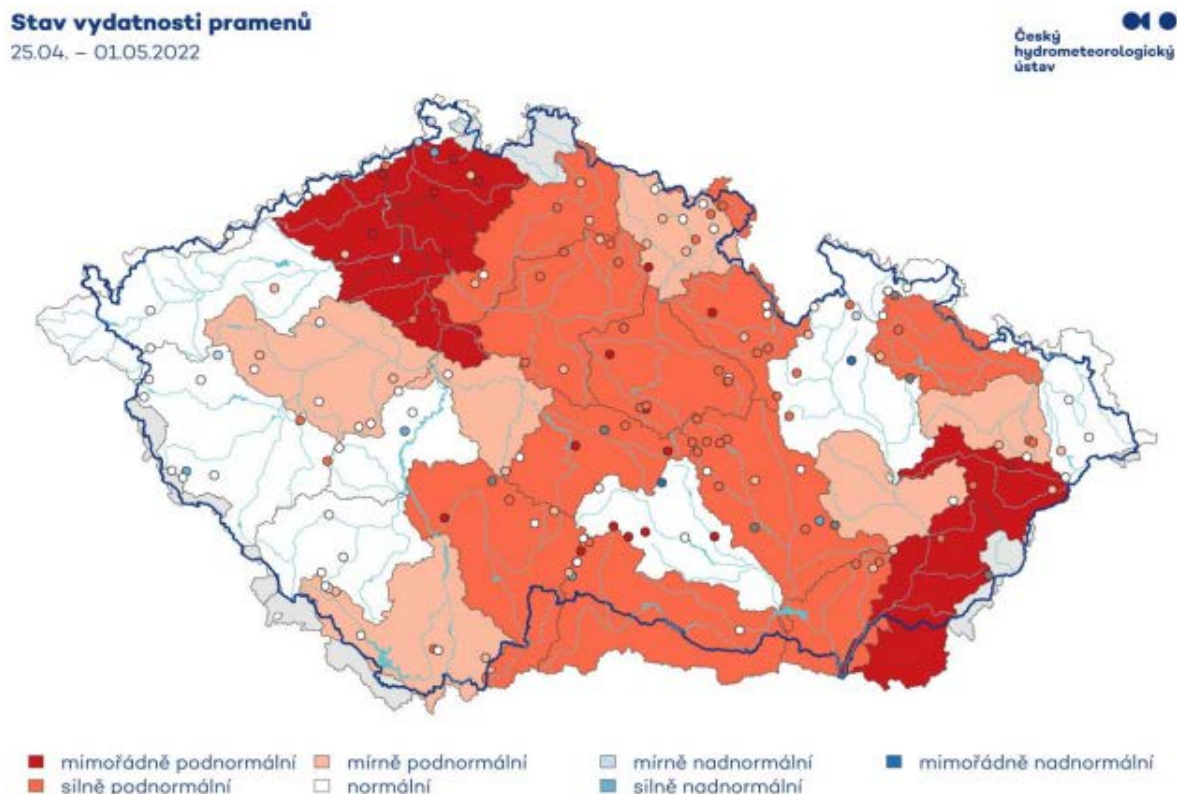 Stav vydatnosti pramenů
25.04. – 01.05.2022
Český
hydrometeorologický
ústav
mimořádně podnormální
mírně podnormální
mírně nadnormální
mimořádně nadnormální
silně podnormální
normální
silně nadnormální